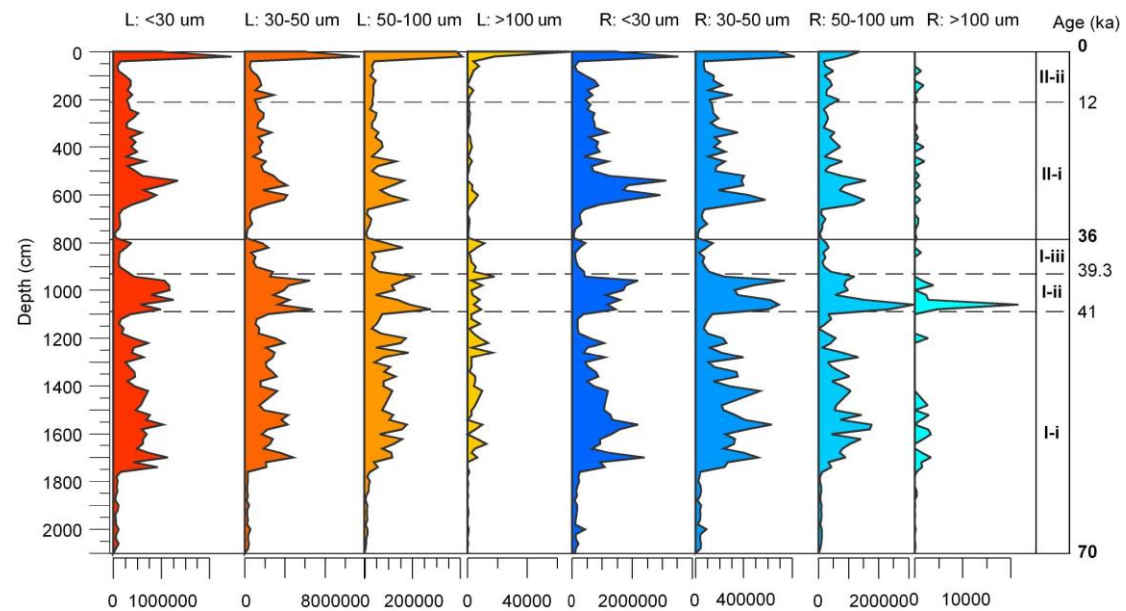 L: <30 um L: 30-50 um L: 50-100 um L: >100 um R: <30 um R: 30-50 um R: 50-100 um R: >100 um Age (ka)
0 0
II-ii
200 12
400
II-i
600
800 36
I-iii
39.3
1000 I-ii
41
1200
1400
1600 I-i
1800
2000
70
Depth (cm)
0 1000000 0 8000000 0 200000 0 40000 0 2000000 0 400000 0 2000000 0 10000